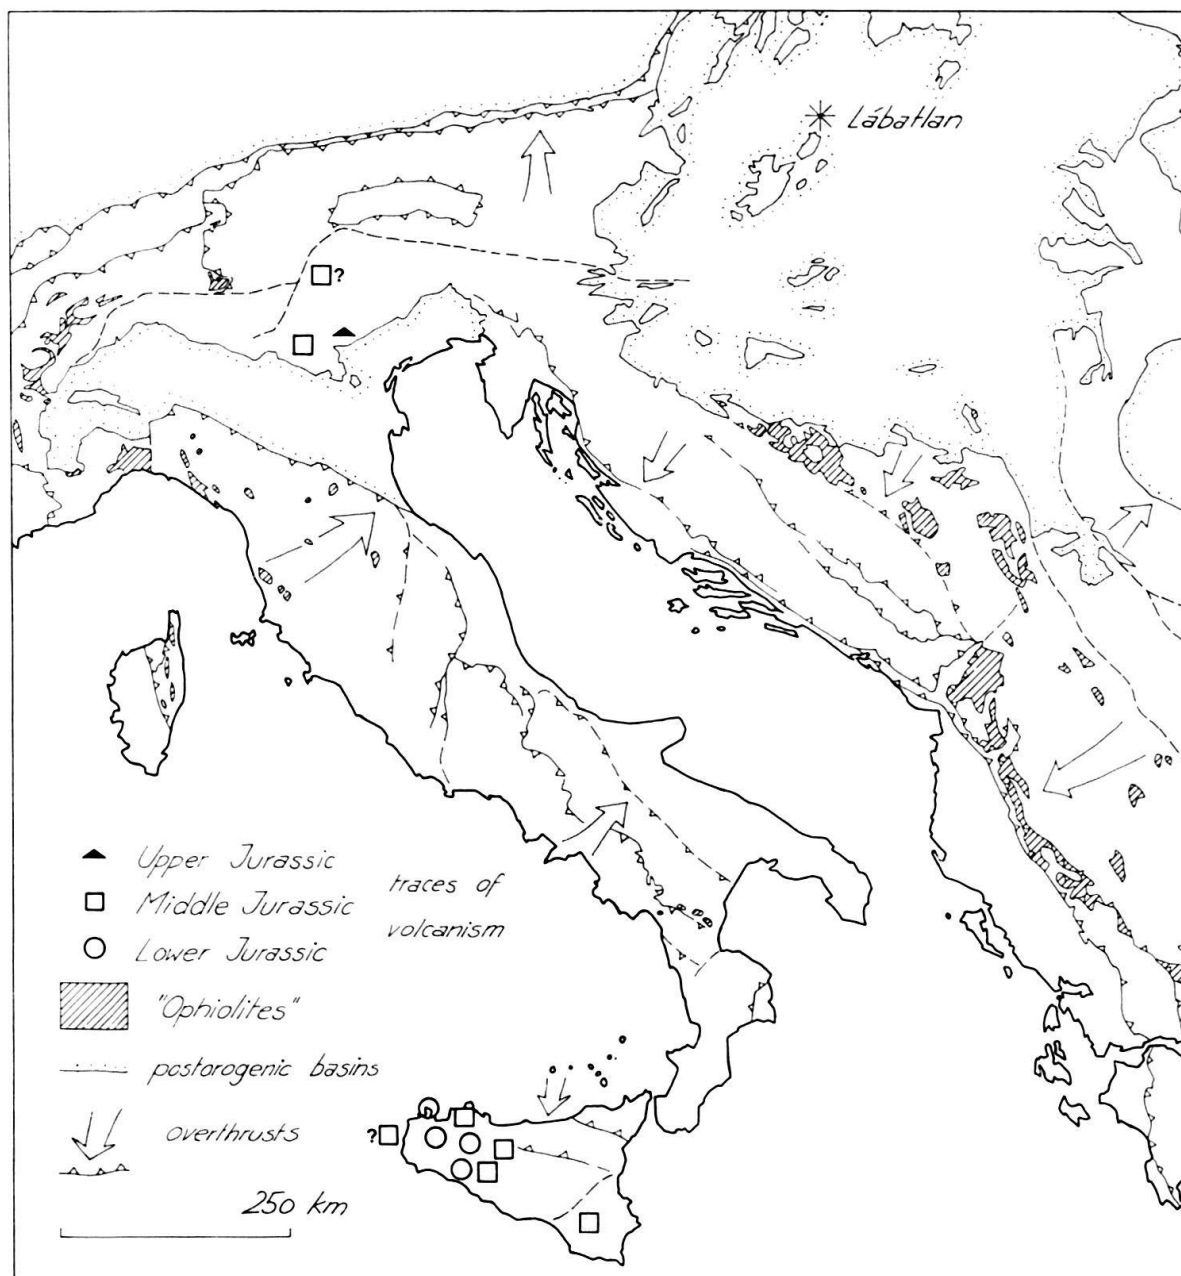 Lábatlan
?
Upper Jurassic
Middle Jurassic
Lower Jurassic
traces of
volcanism
"Ophiolites"
postorogenic basins
overthrusts
?
250 km